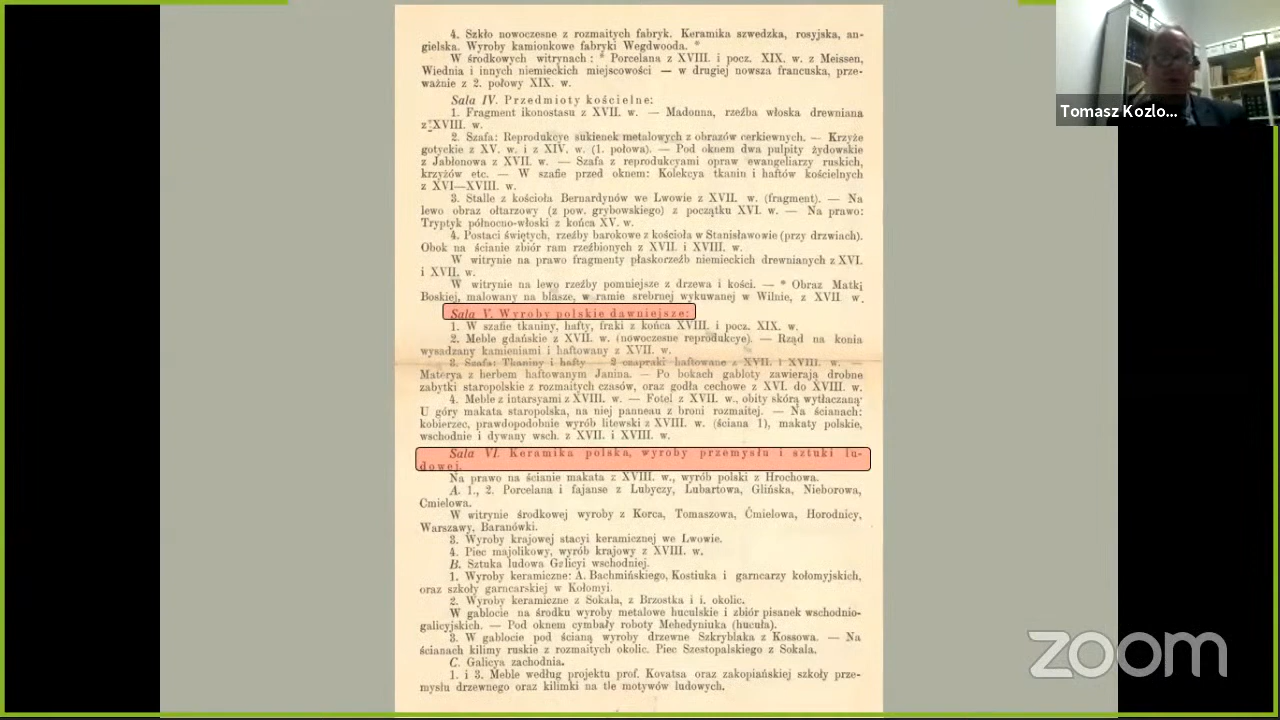 4. Szkło nowoczesne z rozmaitych fabryk. Keramika szwedzka, rosyjska, an-
gielska. Wyroby kamionkowe fabryki Wegdwooda. *
W środkowych witrynach: * Porcelana z XVIII. i pocz. XIX. w. z Meissen,
Wiednia i innych niemieckich miejscowości — w drugiej nowsza francuska, prze-
ważnie z 2. połowy XIX. w.
Sala IV. Przedmioty kościelne:
1. Fragment ikonostasu z XVII. w. — Madonna, rzeźba włoska drewniana
z XVIII. w.
2. Szafa: Reprodukcye sukienek metalowych z obrazów cerkiewnych. — Krzyże
gotyckie z XV. w. i z XIV. w. (1. połowa). — Pod oknem dwa pulpity żydowskie
z Jabłonowa z XVII. w. — Szafa z reprodukcyami opraw ewangeliarzy ruskich,
krzyżów etc. — W szafie przed oknem: Kolekcya tkanin i haftów kościelnych
z XVI—XVIII. w.
3. Stalle z kościoła Bernardynów we Lwowie z XVII. w. (fragment). — Na
lewo obraz ołtarzowy (z pow. grybowskiego) z początku XVI. w. — Na prawo:
Tryptyk północno-włoski z końca XV. w.
4. Postaci świętych, rzeźby barokowe z kościoła w Stanisławowie (przy drzwiach).
Obok na ścianie zbiór ram rzeźbionych z XVII. i XVIII. w.
W witrynie na prawo fragmenty płaskorzeźb niemieckich drewnianych z XVI.
i XVII. w.
W witrynie na lewo rzeźby pomniejsze z drzewa i kości. — * Obraz Matki
Boskiej, malowany na blasze, w ramie srebrnej wykuwanej w Wilnie, z XVII. w.
Sala V. Wyroby polskie dawniejsze:
1. W szafie tkaniny, hafty, fraki z końca XVIII. i pocz. XIX. w.
2. Meble gdańskie z XVII. w. (nowoczesne reprodukcye). — Rząd na konia
wysadzany kamieniami i haftowany z XVII. w.
3. Szafa: Tkaniny i hafty — 2 czapraki haftowane z XVII. i XVIII. w. —
Materya z herbem haftowanym Janina. — Po bokach gabloty zawierają drobne
zabytki staropolskie z rozmaitych czasów, oraz godła cechowe z XVI. do XVIII. w.
4. Meble z intarsyami z XVIII. w. — Fotel z XVII. w., obity skórą wytłaczaną
U góry makata staropolska, na niej panneau z broni rozmaitej. — Na ścianach:
kobierzec, prawdopodobnie wyrób litewski z XVIII. w. (ściana 1), makaty polskie,
wschodnie i dywany wsch. z XVII. i XVIII. w.
Sala VI. Keramika polska, wyroby przemysłu i sztuki lu-
dowej.
Na prawo na ścianie makata z XVIII. w., wyrób polski z Hrochowa.
A. 1., 2. Porcelana i fajanse z Lubyczy, Lubartowa, Glińska, Nieborowa,
Cmielowa.
W witrynie środkowej wyroby z Korca, Tomaszowa, Ćmielowa, Horodnicy,
Warszawy, Baranówki.
3. Wyroby krajowej stacyi keramicznej we Lwowie.
4. Piec majolikowy, wyrób krajowy z XVIII. w.
B. Sztuka ludowa Galicyi wschodniej.
1. Wyroby keramiczne: A. Bachmińskiego, Kostiuka i garncarzy kołomyjskich,
oraz szkoły garncarskiej w Kołomyi.
2. Wyroby keramiczne z Sokala, z Brzostka i i. okolic.
W gablocie na środku wyroby metalowe huculskie i zbiór pisanek wschodnio-
galicyjskich. — Pod oknem cymbały roboty Mehedyniuka (hucuła).
3. W gablocie pod ścianą wyroby drzewne Szkryblaka z Kossowa. — Na
ścianach kilimy ruskie z rozmaitych okolic. Piec Szestopalskiego z Sokala.
C. Galicya zachodnia.
1. i 3. Meble według projektu prof. Kovatsa oraz zakopiańskiej szkoły prze-
mysłu drzewnego oraz kilimki na tle motywów ludowych.
Tomasz Kozlo...
zoom